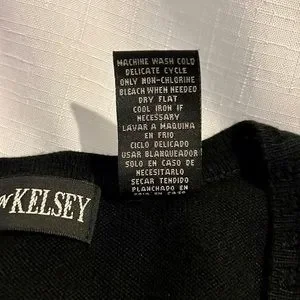 MACHINE WASH COLD
DELICATE CYCLE
ONLY NON-CHLORINE
BLEACH WHEN NEEDED
DRY FLAT
COOL IRON IF
NECESSARY
LAVAR A MAQUINA
EN FRIO
CICLO DELICADO
USAR BLANQUEADOR
SOLO EN CASO DE
NECESITARLO
SECAR TENDIDO
PLANCHADO EN
KELSEY